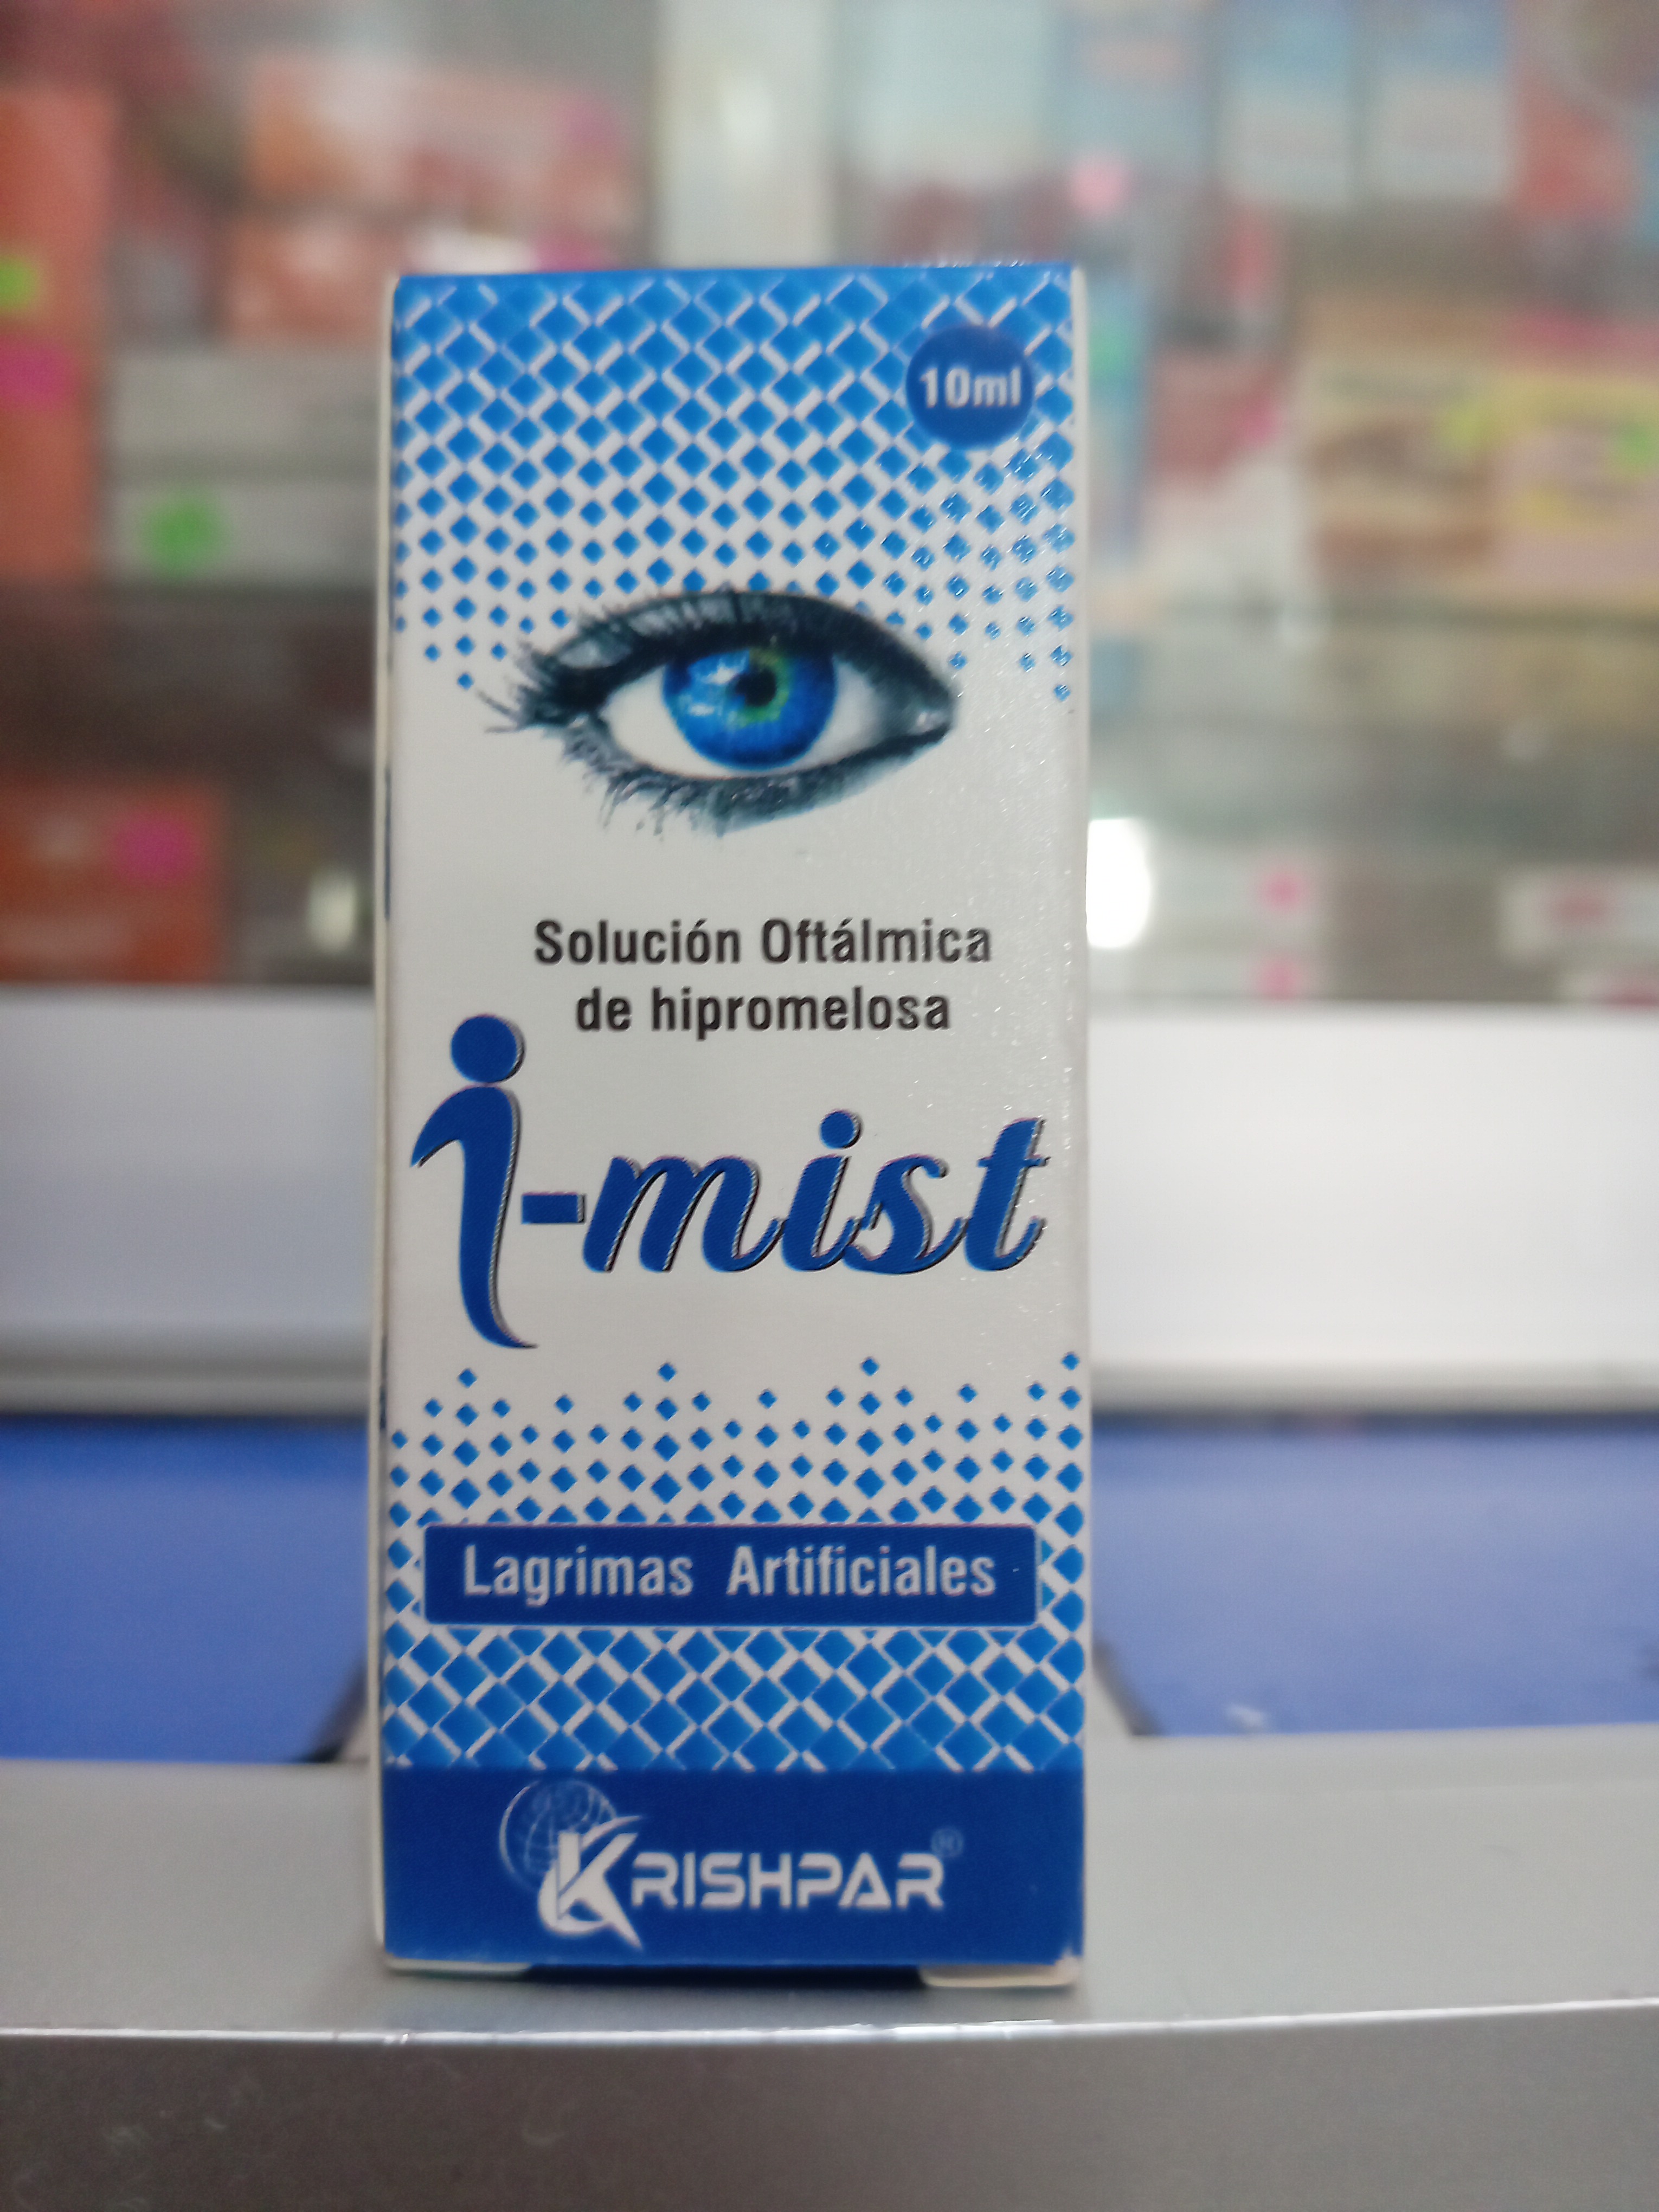 10ml
Solución Oftálmica
de hipromelosa
i-mist
Lagrimas Artificiales
KRISHPAR®